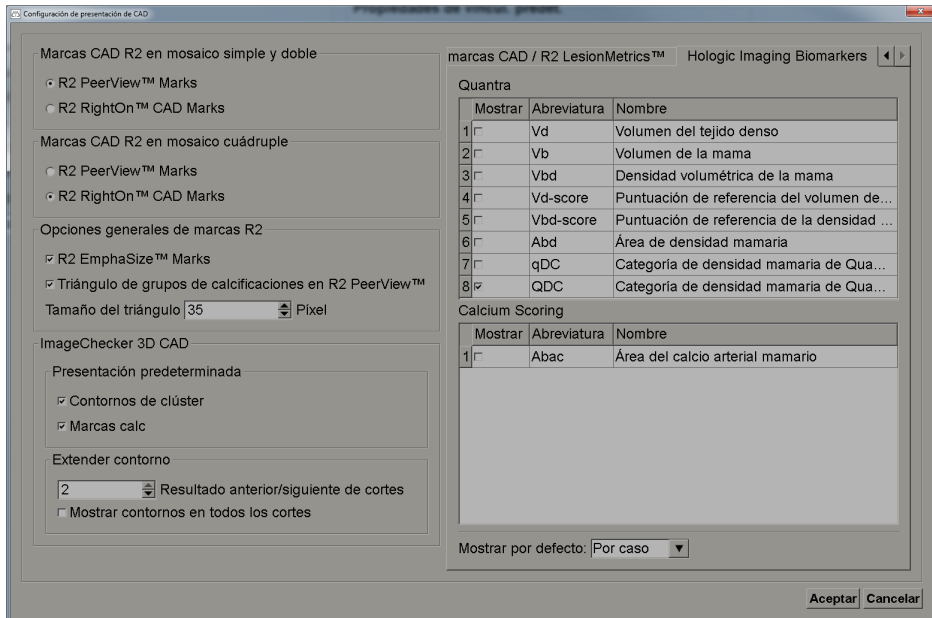 Propiedades de vincul. predet.
Configuración de presentación de CAD
Marcas CAD R2 en mosaico simple y doble
R2 PeerView™ Marks
R2 RightOn™ CAD Marks
Marcas CAD R2 en mosaico cuádruple
R2 PeerView™ Marks
R2 RightOn™ CAD Marks
Opciones generales de marcas R2
R2 EmphaSize™ Marks
Triángulo de grupos de calcificaciones en R2 PeerView™
Tamaño del triángulo 35 Píxel
ImageChecker 3D CAD
Presentación predeterminada
Contornos de clúster
Marcas calc
Extender contorno
2 Resultado anterior/siguiente de cortes
Mostrar contornos en todos los cortes
marcas CAD / R2 LesionMetrics™ Hologic Imaging Biomarkers
Quantra
Mostrar Abreviatura Nombre
1 Vd Volumen del tejido denso
2 Vb Volumen de la mama
3 Vbd Densidad volumétrica de la mama
4 Vd-score Puntuación de referencia del volumen de...
5 Vbd-score Puntuación de referencia de la densidad ...
6 Abd Área de densidad mamaria
7 qDC Categoría de densidad mamaria de Qua...
8 QDC Categoría de densidad mamaria de Qua...
Calcium Scoring
Mostrar Abreviatura Nombre
1 Abac Área del calcio arterial mamario
Mostrar por defecto: Por caso
Aceptar Cancelar